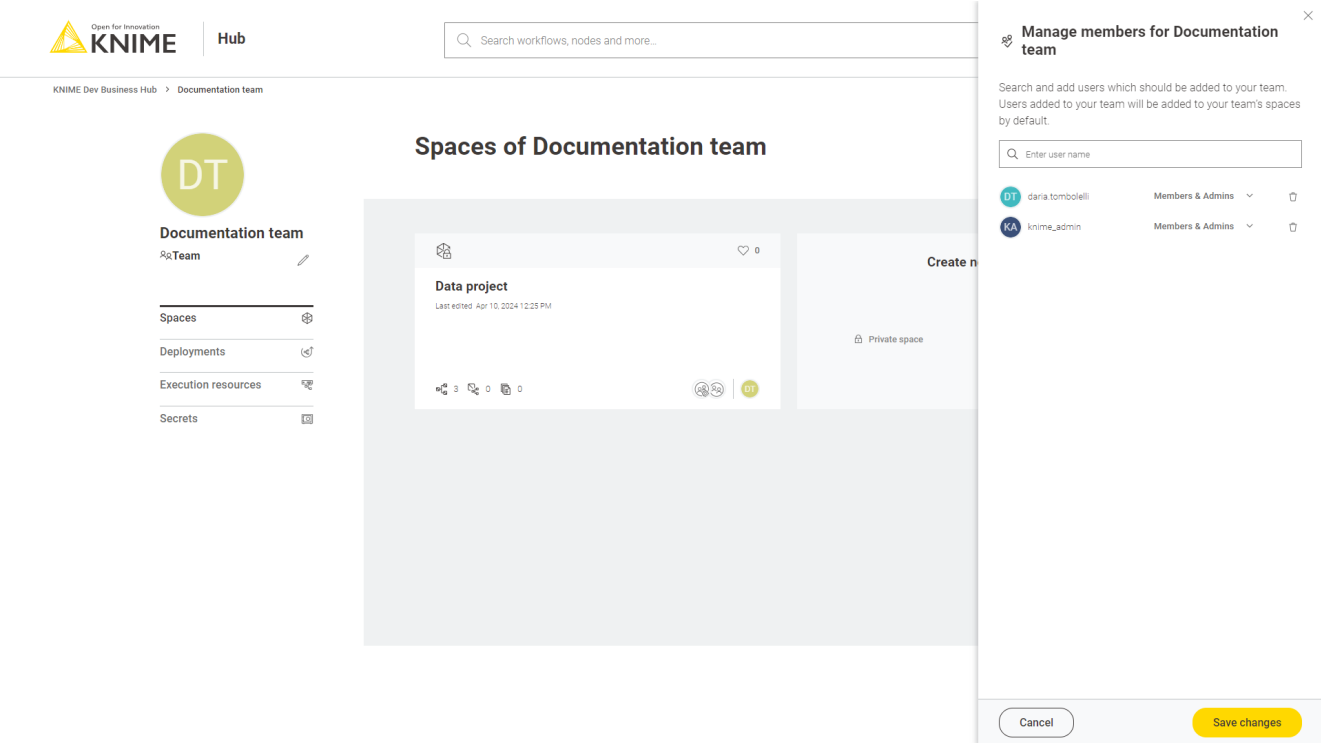 Open for Innovation
KNIME
Hub
Search workflows, nodes and more...
KNIME Dev Business Hub > Documentation team
DT
Documentation team
Team
Spaces
Deployments
Execution resources
Secrets
Spaces of Documentation team
0
Data project
Last edited Apr 10, 2024 12:25 PM
3 0 0
DT
Create n
Private space
Manage members for Documentation
team
Search and add users which should be added to your team.
Users added to your team will be added to your team's spaces
by default.
Enter user name
DT daria.tombolelli Members & Admins
KA knime_admin Members & Admins
Cancel
Save changes